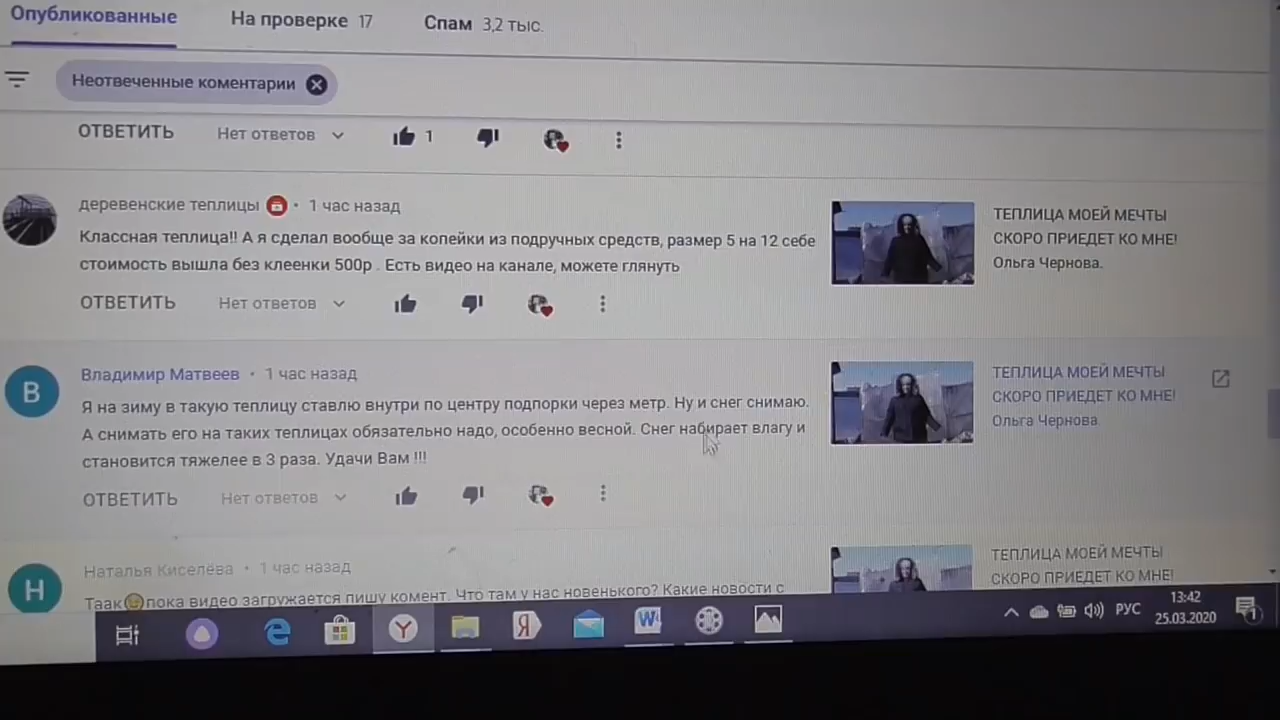 Опубликованные
На проверке 17
Спам 3,2 тыс.
Неотвеченные коментарии
ОТВЕТИТЬ Нет ответов 1
деревенские теплицы • 1 час назад
Классная теплица!! А я сделал вообще за копейки из подручных средств, размер 5 на 12 себе
стоимость вышла без клеенки 500р . Есть видео на канале, можете глянуть
ТЕПЛИЦА МОЕЙ МЕЧТЫ
СКОРО ПРИЕДЕТ КО МНЕ!
Ольга Чернова.
ОТВЕТИТЬ Нет ответов
В
Владимир Матвеев • 1 час назад
Я на зиму в такую теплицу ставлю внутри по центру подпорки через метр. Ну и снег снимаю.
А снимать его на таких теплицах обязательно надо, особенно весной. Снег набирает влагу и
становится тяжелее в 3 раза. Удачи Вам !!!
ТЕПЛИЦА МОЕЙ МЕЧТЫ
СКОРО ПРИЕДЕТ КО МНЕ!
Ольга Чернова.
ОТВЕТИТЬ Нет ответов
Н
Наталья Киселёва • 1 час назад
Таак пока видео загружается пишу комент. Что там у нас новенького? Какие новости с
ТЕПЛИЦА МОЕЙ МЕЧТЫ
СКОРО ПРИЕДЕТ КО МНЕ!
e
Y
Я
W
РУС
13:42
25.03.2020
1